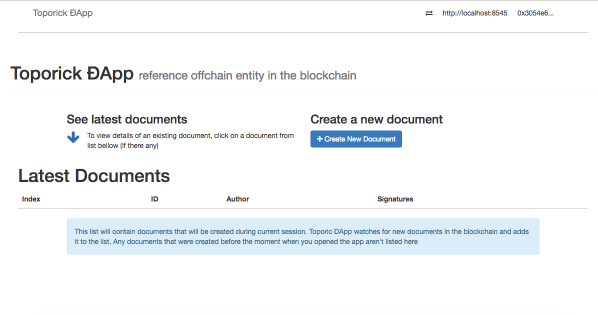 Toporick ÐApp
http://localhost:8545 0x3054e6...
Toporick ÐApp reference offchain entity in the blockchain
See latest documents
To view details of an existing document, click on a document from
list bellow (if there any)
Create a new document
Create New Document
Latest Documents
Index ID Author Signatures
This list will contain documents that will be created during current session. Toporic DApp watches for new documents in the blockchain and adds
it to the list. Any documents that were created before the moment when you opened the app aren't listed here